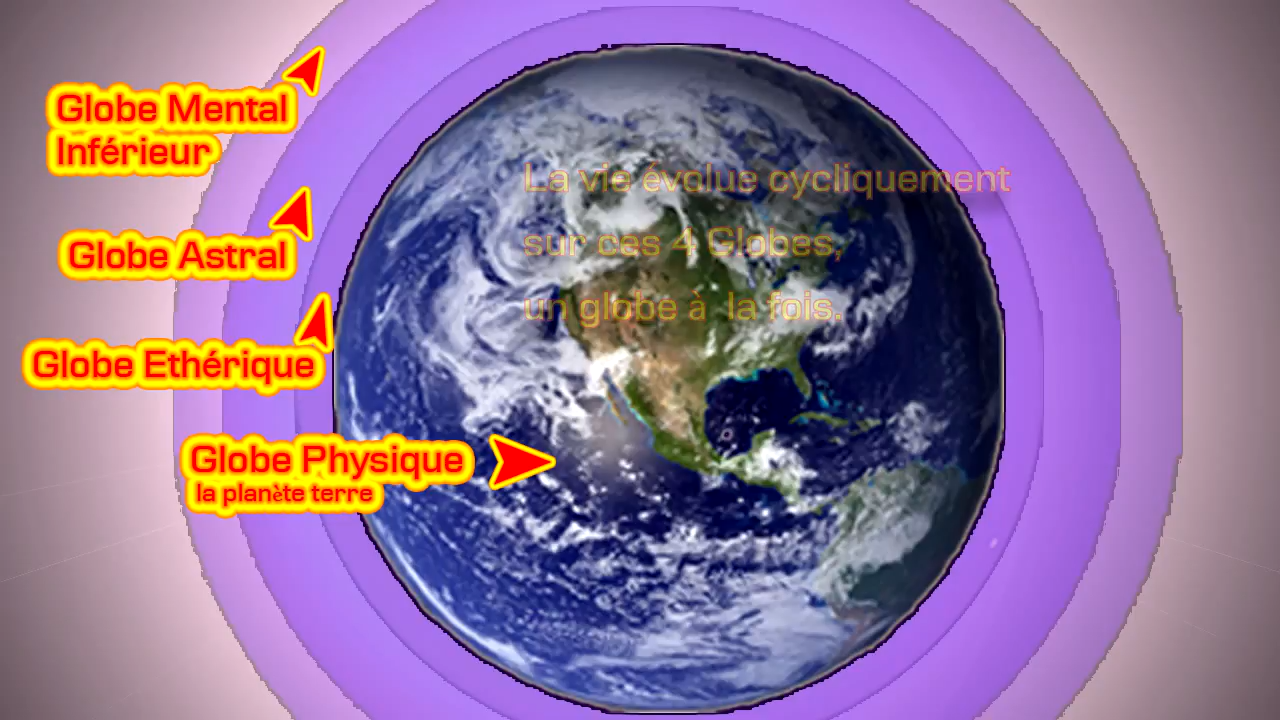 Globe Mental
Inférieur
Globe Astral
Globe Ethérique
Globe Physique
la planète terre
La vie évolue cycliquement
sur ces 4 Globes,
un globe à la fois.